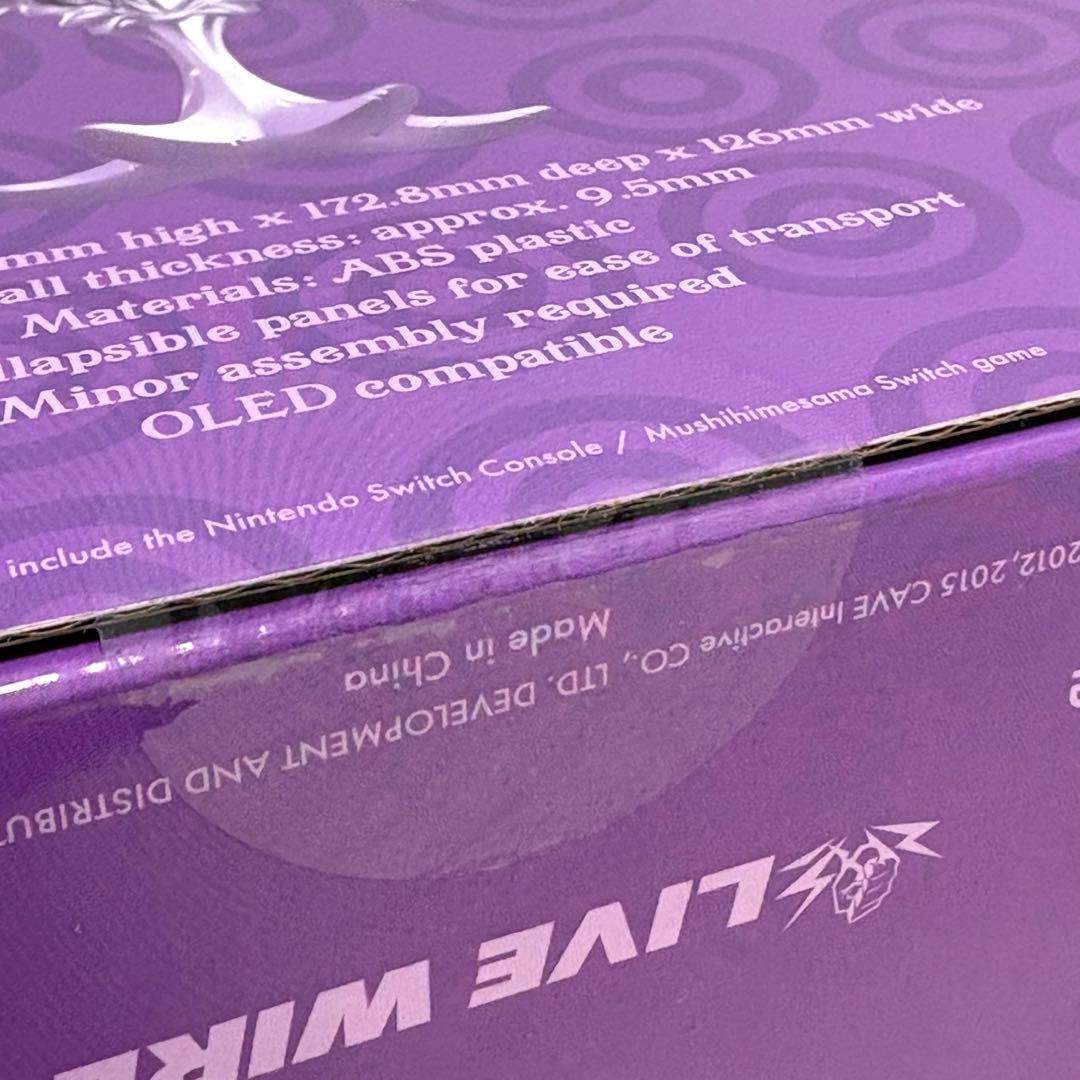 mm high x 172.8mm deep x 126mm wide
all thickness: approx. 9.5mm
Materials: ABS plastic
llapsible panels for ease of transport
Minor assembly required
OLED compatible
include the Nintendo Switch Console / Mushihimesama Switch game
2012, 2015 CAVE Interactive CO., LTD. DEVELOPMENT AND DISTRIBUT
Made in China
LIVE WIRE